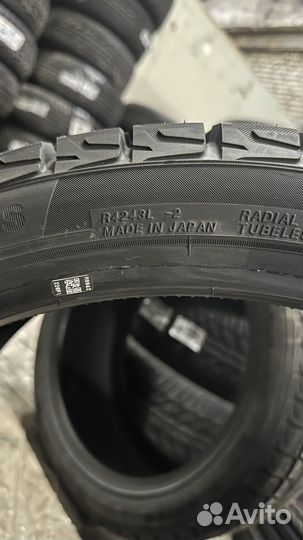 S
R4243L -2
MADE IN JAPAN
RADIAL
TUBELES
Avito